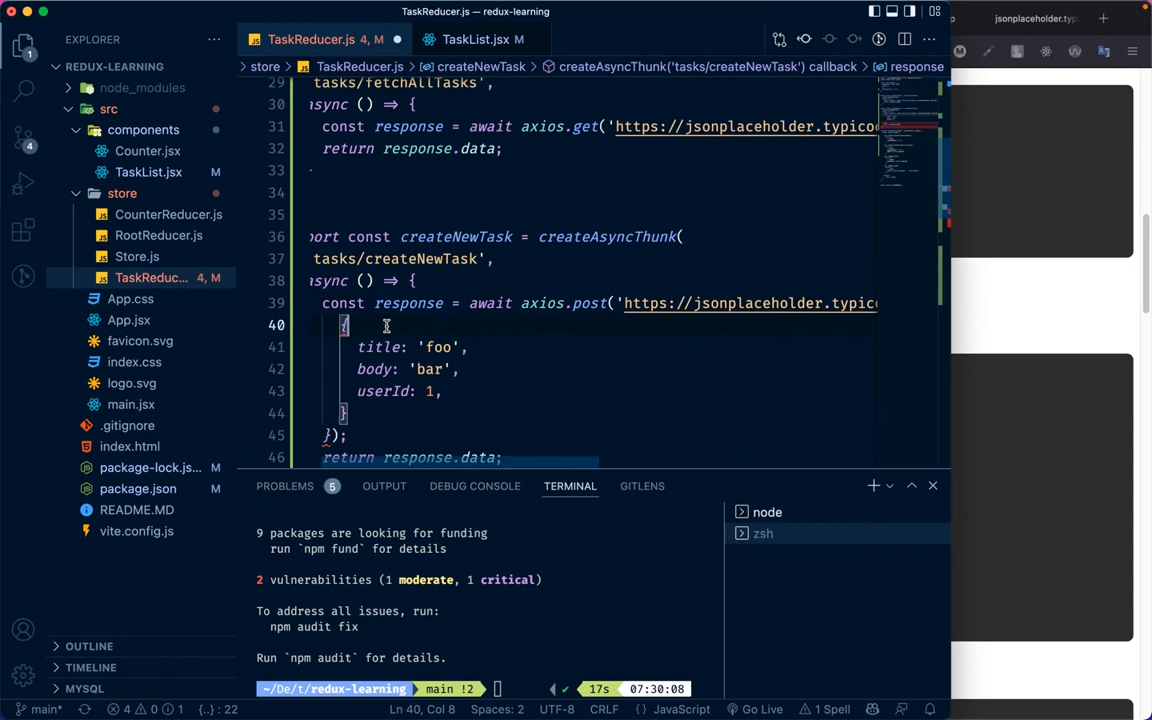 TaskReducer.js — redux-learning
jsonplaceholder.typ
EXPLORER
TaskReducer.js 4, M
TaskList.jsx M
REDUX-LEARNING
store
TaskReducer.js
createNewTask
createAsyncThunk('tasks/createNewTask') callback
response
node_modules
src
components
Counter.jsx
TaskList.jsx M
store
CounterReducer.js
RootReducer.js
Store.js
TaskReduc... 4, M
App.css
App.jsx
favicon.svg
index.css
logo.svg
main.jsx
.gitignore
index.html
package-lock.js... M
package.json M
README.MD
vite.config.js
OUTLINE
TIMELINE
MYSQL
29 tasks/fetchAllTasks',
30 async () => {
31 const response = await axios.get('https://jsonplaceholder.typico
32 return response.data;
33
34
35
36 port const createNewTask = createAsyncThunk(
37 tasks/createNewTask',
38 async () => {
39 const response = await axios.post('https://jsonplaceholder.typico
40 {
41 title: 'foo',
42 body: 'bar',
43 userId: 1,
44 }
45 });
46 return response.data;
PROBLEMS 5 OUTPUT DEBUG CONSOLE TERMINAL GITLENS
9 packages are looking for funding
run `npm fund` for details
2 vulnerabilities (1 moderate, 1 critical)
To address all issues, run:
npm audit fix
Run `npm audit` for details.
~/De/t/redux-learning main !2 ✔ 17s 07:30:08
node
zsh
main* 4 0 1 {..} : 22 Ln 40, Col 8 Spaces: 2 UTF-8 CRLF JavaScript Go Live 1 Spell